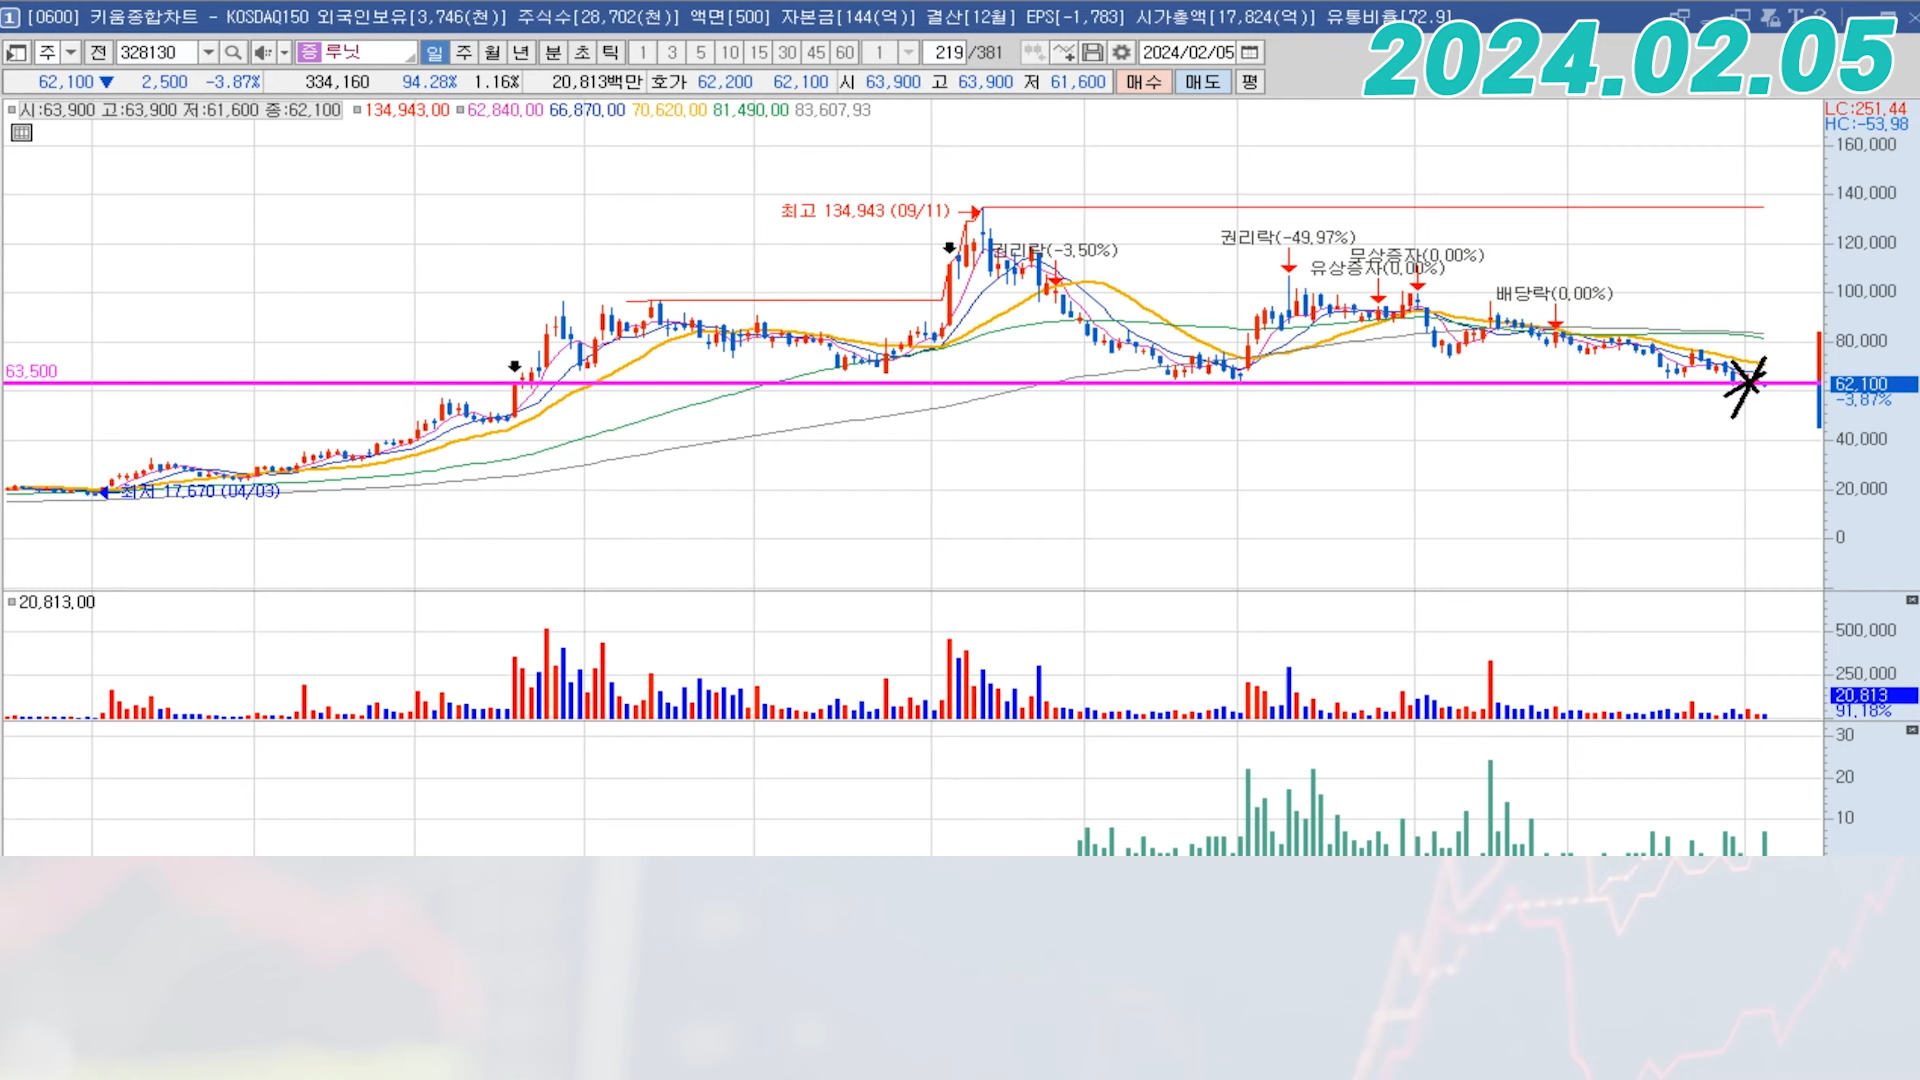 1 [0600] 키움종합차트 - KOSDAQ150 외국인보유[3,746(천)] 주식수[28,702(천)] 액면[500] 자본금[144(억)] 결산[12월] EPS[-1,783] 시가총액[17,824(억)] 유통비율[72.9]
2024.02.05
주 전 328130 증 루닛 일 주 월 년 분 초 틱 1 3 5 10 15 30 45 60 1 219 /381 2024/02/05
62,100 ▼ 2,500 -3.87% 334,160 94.28% 1.16% 20,813백만 호가 62,200 62,100 시 63,900 고 63,900 저 61,600 매수 매도 평
시:63,900 고:63,900 저:61,600 종:62,100 134,943.00 62,840.00 66,870.00 70,620.00 81,490.00 83,607.93
LC:251.44
HC:-53.98
160,000
140,000
최고 134,943 (09/11)
권리락(-3.50%)
권리락(-49.97%)
무상증자(0.00%)
유상증자(0.00%)
배당락(0.00%)
120,000
100,000
80,000
63,500
62,100
-3.87%
40,000
20,000
최저 17,670 (04/03)
0
20,813.00
500,000
250,000
20,813
91.18%
30
20
10